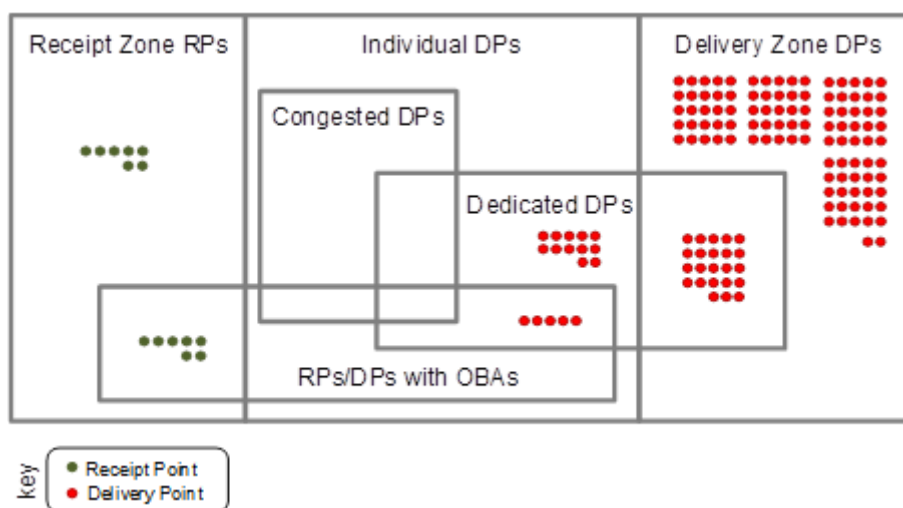 Receipt Zone RPs
Individual DPs
Delivery Zone DPs
Congested DPs
Dedicated DPs
RPs/DPs with OBAs
key
Receipt Point
Delivery Point